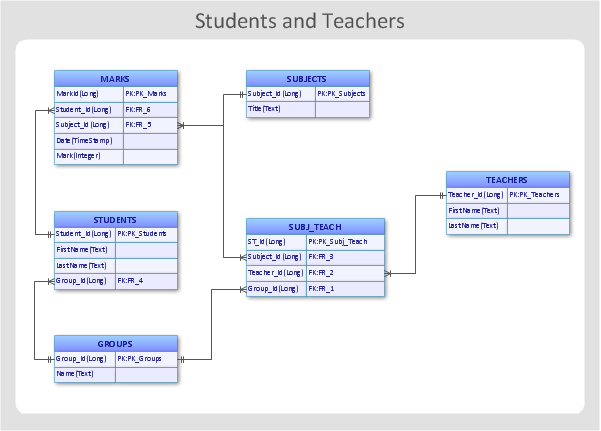 Students and Teachers
MARKS
MarkId(Long) PK:PK_Marks
Student_Id(Long) FK:FR_6
Subject_Id(Long) FK:FR_5
Date(TimeStamp)
Mark(Integer)
SUBJECTS
Subject_Id(Long) PK:PK_Subjects
Title(Text)
TEACHERS
Teacher_Id(Long) PK:PK_Teachers
FirstName(Text)
LastName(Text)
STUDENTS
Student_Id(Long) PK:PK_Students
FirstName(Text)
LastName(Text)
Group_Id(Long) FK:FR_4
SUBJ_TEACH
ST_Id(Long) PK:PK_Subj_Teach
Subject_Id(Long) FK:FR_3
Teacher_Id(Long) FK:FR_2
Group_Id(Long) FK:FR_1
GROUPS
Group_Id(Long) PK:PK_Groups
Name(Text)